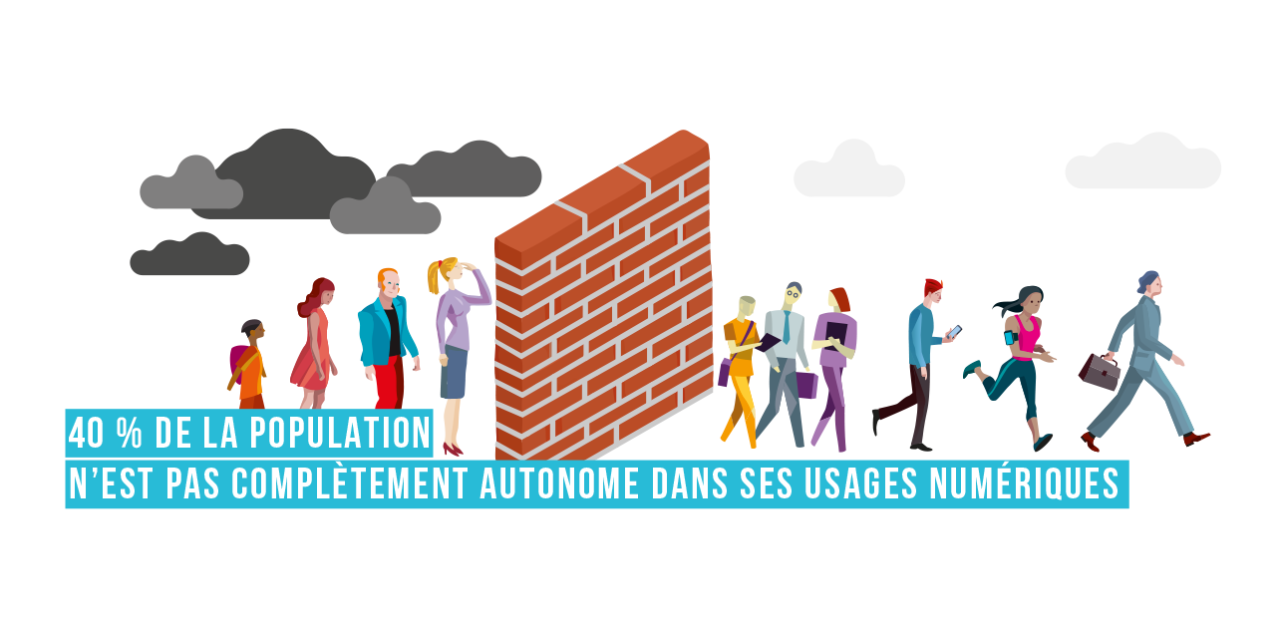 40 % DE LA POPULATION
N’EST PAS COMPLÈTEMENT AUTONOME DANS SES USAGES NUMÉRIQUES